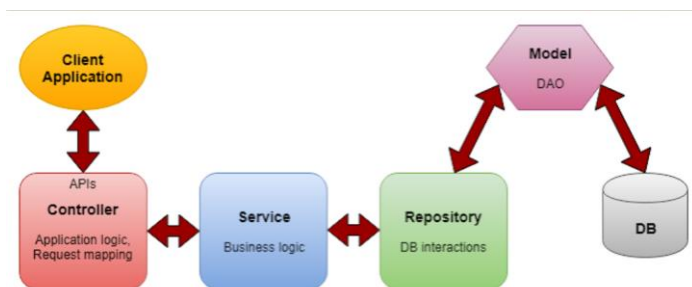 Client
Application
Model
DAO
APIs
Controller
Application logic,
Request mapping
Service
Business logic
Repository
DB interactions
DB